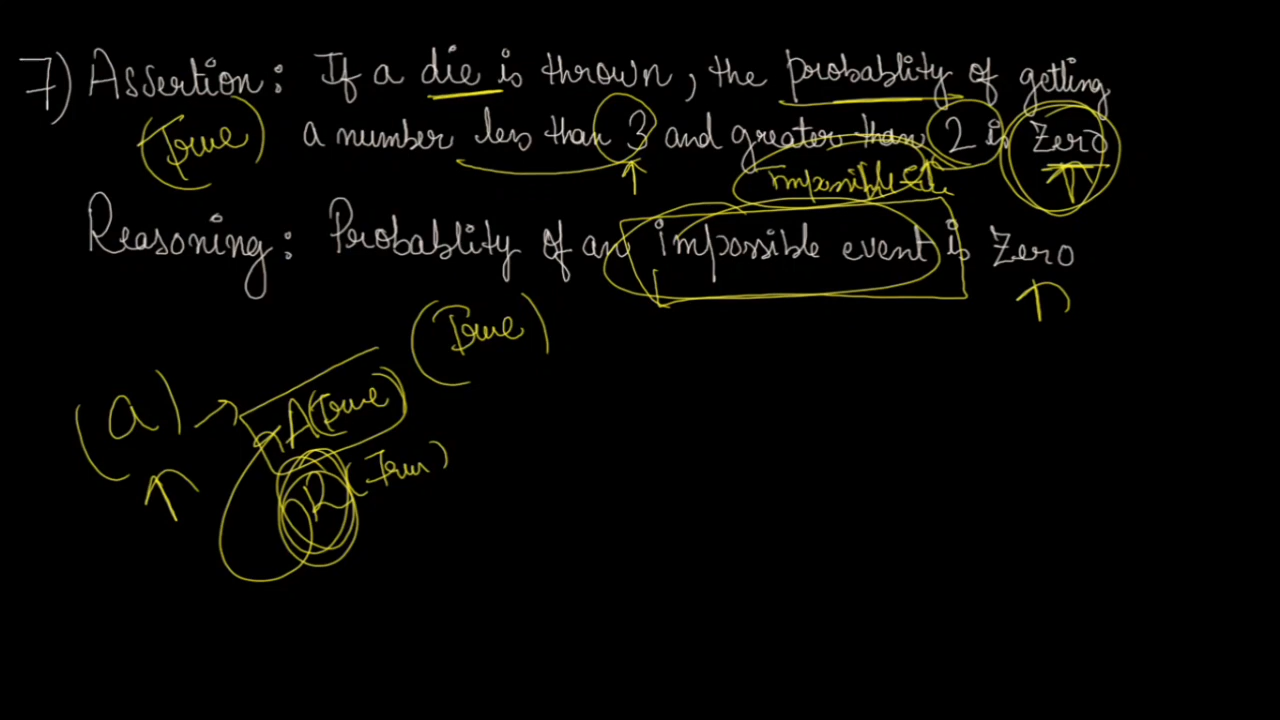 7) Assertion: If a die is thrown, the probablity of getting
(True) a number less than 3 and greater than 2 is Zero
impossible
Reasoning: Probablity of an impossible event is Zero
(True)
(a) → A(True)
R(True)